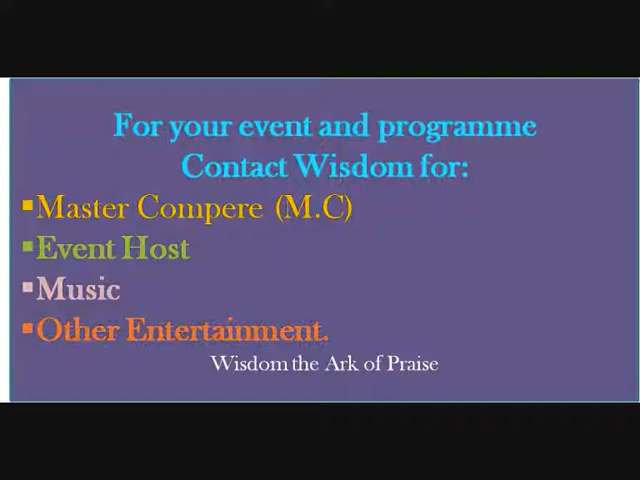 For your event and programme
Contact Wisdom for:
▪Master Compere (M.C)
▪Event Host
▪Music
▪Other Entertainment.
Wisdom the Ark of Praise